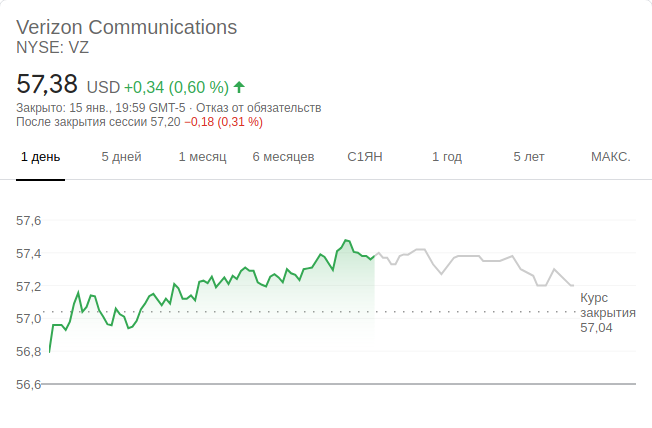 Verizon Communications
NYSE: VZ
57,38 USD +0,34 (0,60 %)
Закрыто: 15 янв., 19:59 GMT-5 · Отказ от обязательств
После закрытия сессии 57,20 −0,18 (0,31 %)
1 день 5 дней 1 месяц 6 месяцев С1ЯН 1 год 5 лет МАКС.
57,6
57,4
57,2
57,0
56,8
56,6
Курс
закрытия
57,04